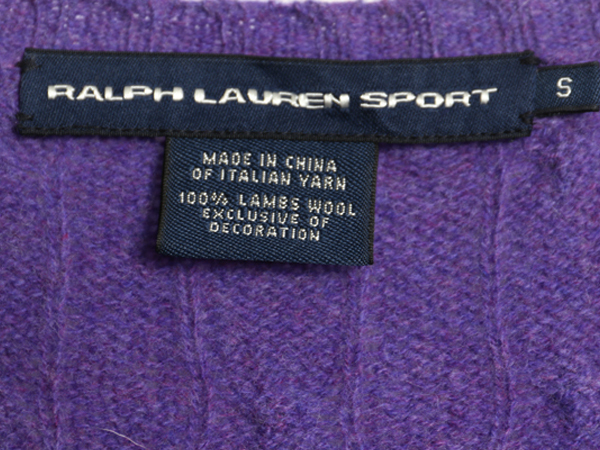 RALPH LAUREN SPORT
S
MADE IN CHINA
OF ITALIAN YARN
100% LAMBS WOOL
EXCLUSIVE OF
DECORATION